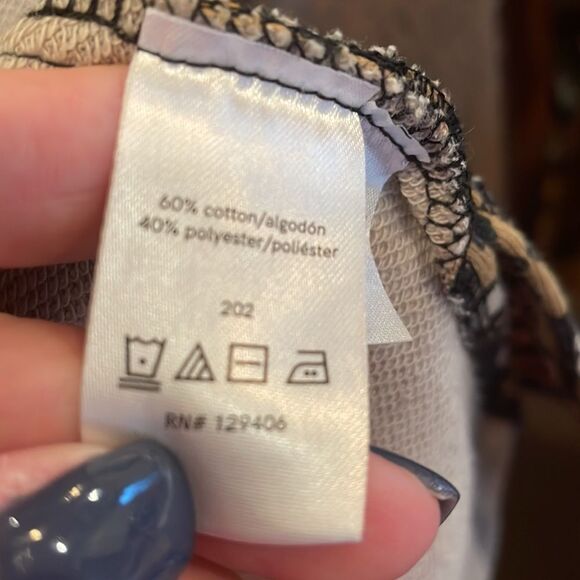 60% cotton/algodón
40% polyester/poliéster
202
RN# 129406